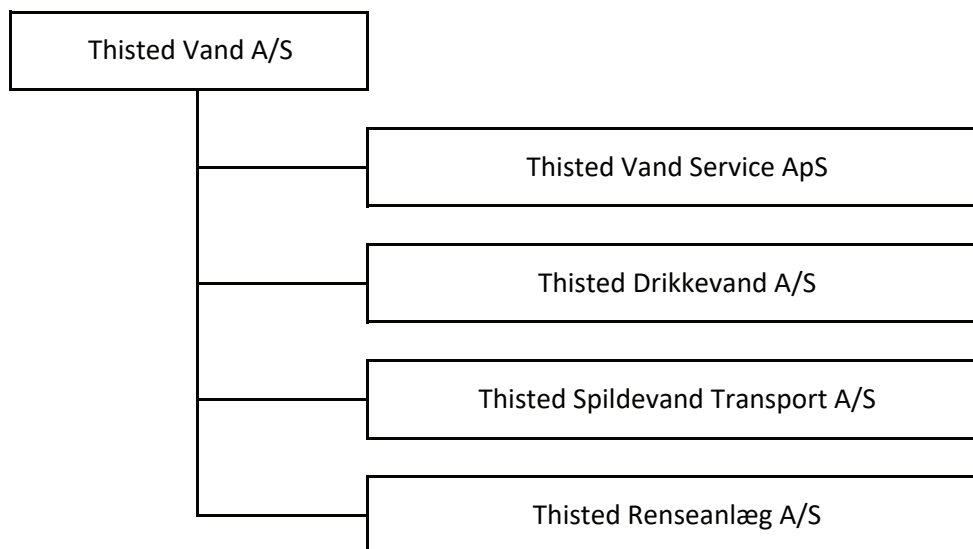 Thisted Vand A/S
Thisted Vand Service ApS
Thisted Drikkevand A/S
Thisted Spildevand Transport A/S
Thisted Renseanlæg A/S